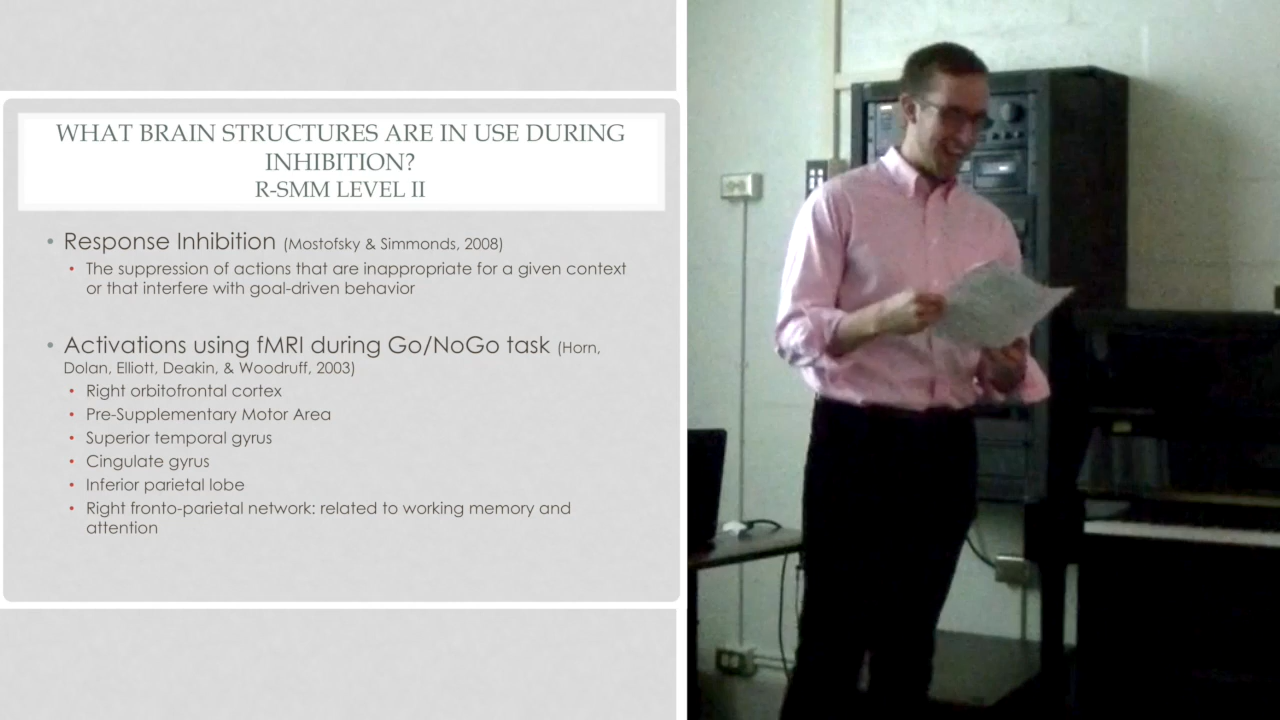 WHAT BRAIN STRUCTURES ARE IN USE DURING
INHIBITION?
R-SMM LEVEL II
• Response Inhibition (Mostofsky & Simmonds, 2008)
• The suppression of actions that are inappropriate for a given context
or that interfere with goal-driven behavior
• Activations using fMRI during Go/NoGo task (Horn,
Dolan, Elliott, Deakin, & Woodruff, 2003)
• Right orbitofrontal cortex
• Pre-Supplementary Motor Area
• Superior temporal gyrus
• Cingulate gyrus
• Inferior parietal lobe
• Right fronto-parietal network: related to working memory and
attention